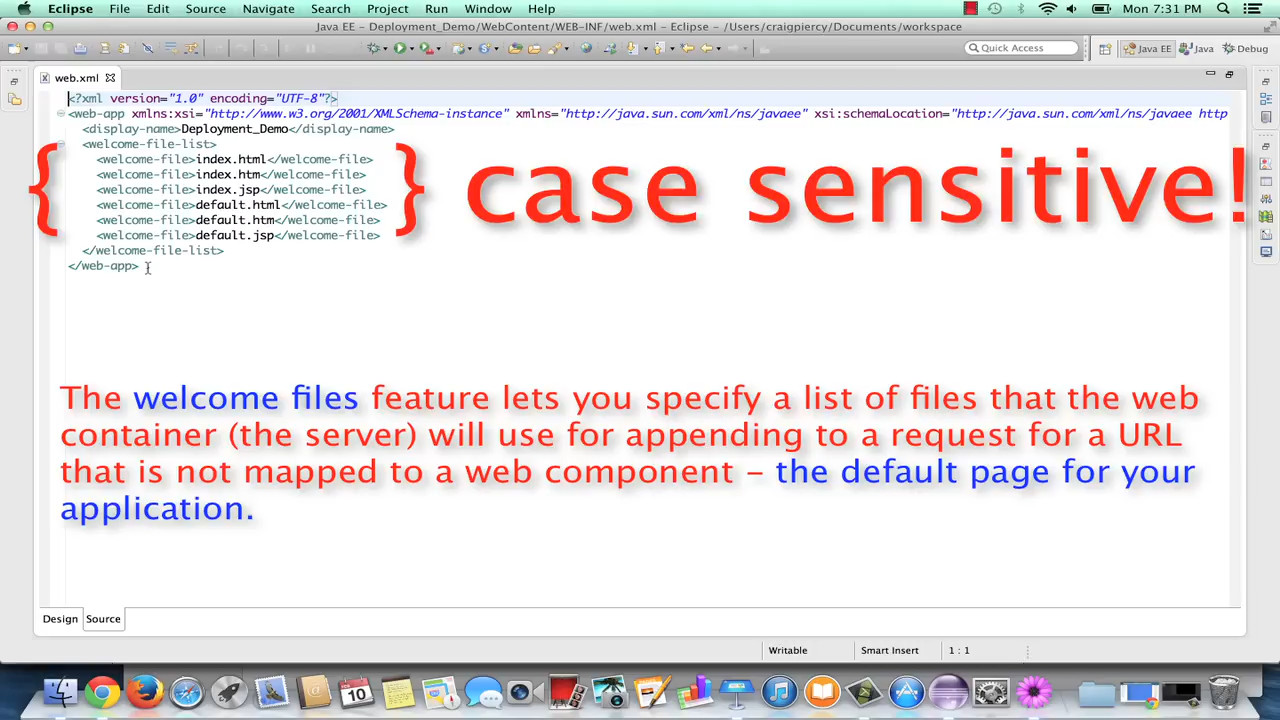 Eclipse File Edit Source Navigate Search Project Run Window Help Mon 7:31 PM
Java EE – Deployment_Demo/WebContent/WEB-INF/web.xml – Eclipse – /Users/craigpiercy/Documents/workspace
Quick Access Java EE Java Debug
web.xml
<?xml version="1.0" encoding="UTF-8"?>
<web-app xmlns:xsi="http://www.w3.org/2001/XMLSchema-instance" xmlns="http://java.sun.com/xml/ns/javaee" xsi:schemaLocation="http://java.sun.com/xml/ns/javaee http
<display-name>Deployment_Demo</display-name>
<welcome-file-list>
<welcome-file>index.html</welcome-file>
<welcome-file>index.htm</welcome-file>
<welcome-file>index.jsp</welcome-file>
<welcome-file>default.html</welcome-file>
<welcome-file>default.htm</welcome-file>
<welcome-file>default.jsp</welcome-file>
</welcome-file-list>
</web-app>
{ } case sensitive!
The welcome files feature lets you specify a list of files that the web
container (the server) will use for appending to a request for a URL
that is not mapped to a web component – the default page for your
application.
Design Source
Writable Smart Insert 1 : 1
10